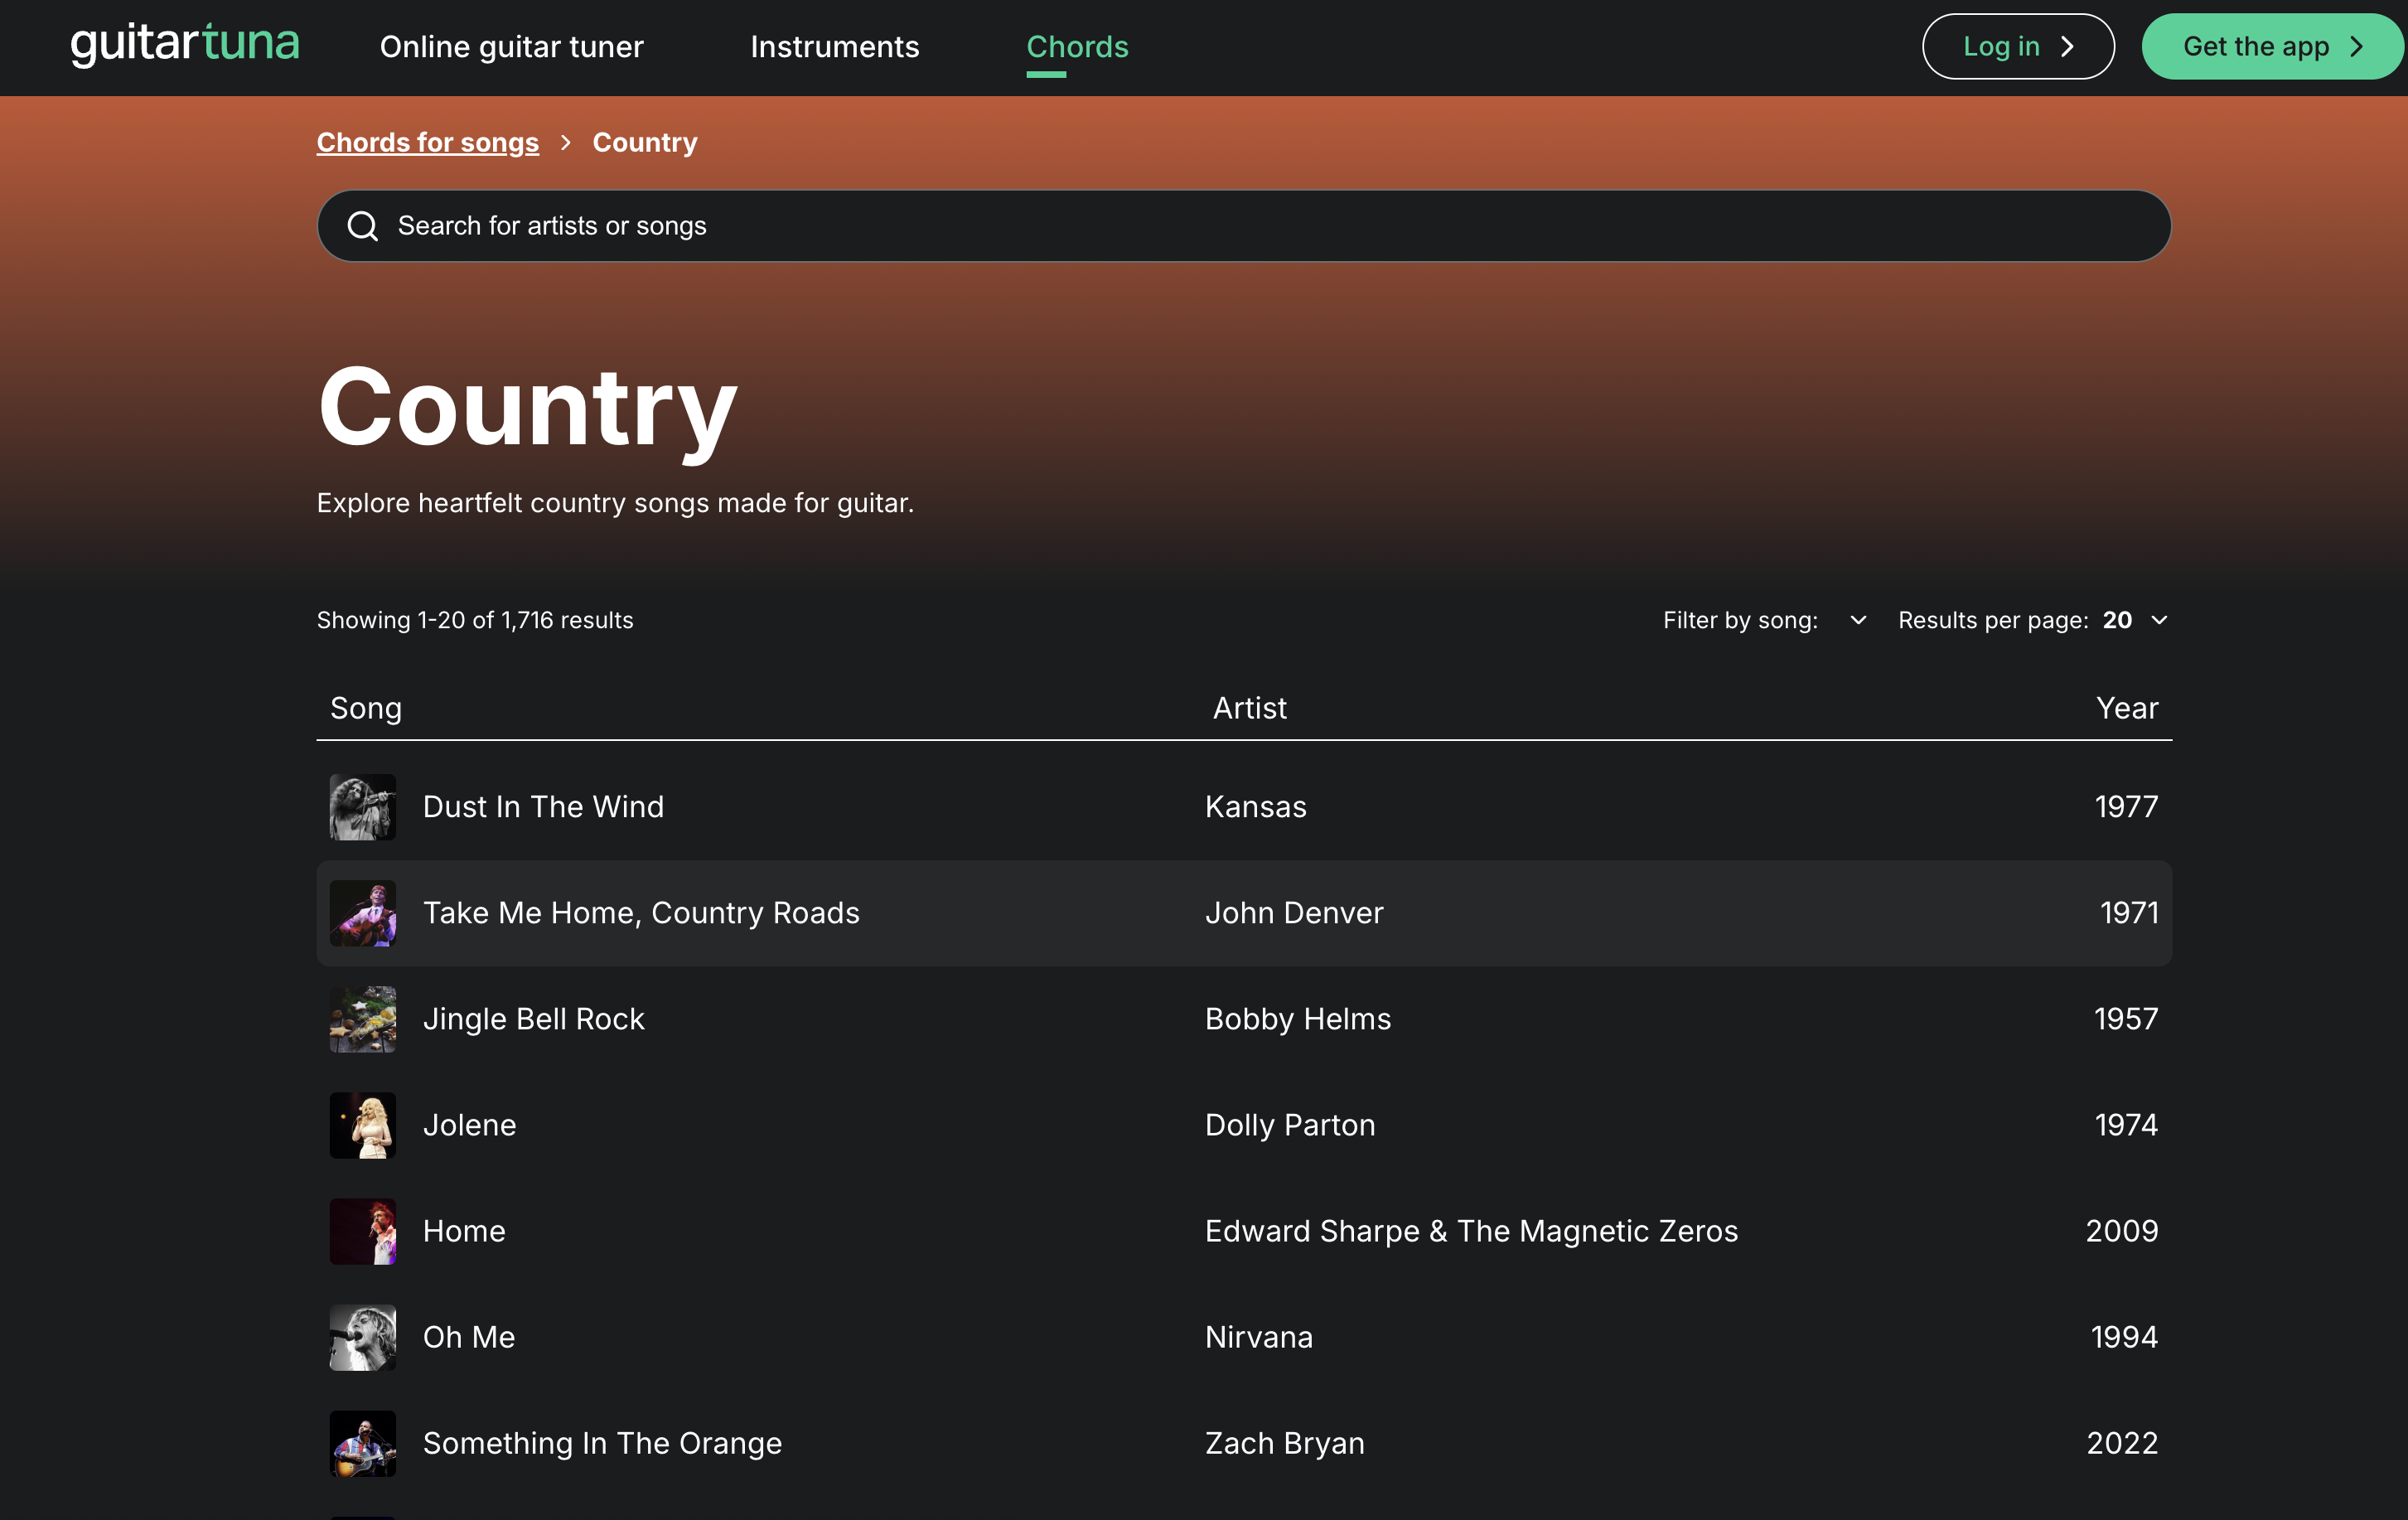 guitartuna Online guitar tuner Instruments Chords Log in Get the app
Chords for songs > Country
Search for artists or songs
Country
Explore heartfelt country songs made for guitar.
Showing 1-20 of 1,716 results Filter by song: Results per page: 20
Song Artist Year
Dust In The Wind Kansas 1977
Take Me Home, Country Roads John Denver 1971
Jingle Bell Rock Bobby Helms 1957
Jolene Dolly Parton 1974
Home Edward Sharpe & The Magnetic Zeros 2009
Oh Me Nirvana 1994
Something In The Orange Zach Bryan 2022